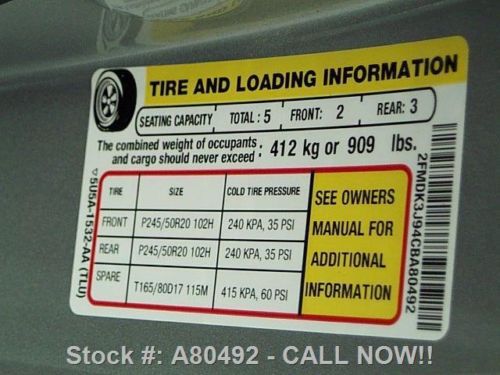 TIRE AND LOADING INFORMATION
SEATING CAPACITY TOTAL : 5 FRONT: 2 REAR: 3
The combined weight of occupants and cargo should never exceed : 412 kg or 909 lbs.
TIRE SIZE COLD TIRE PRESSURE
FRONT P245/50R20 102H 240 KPA, 35 PSI
REAR P245/50R20 102H 240 KPA, 35 PSI
SPARE T165/80D17 115M 415 KPA, 60 PSI
SEE OWNERS
MANUAL FOR
ADDITIONAL
INFORMATION
5U5A-1532-AA (TLU)
2FMDK3J94CBA80492
Stock #: A80492 - CALL NOW!!